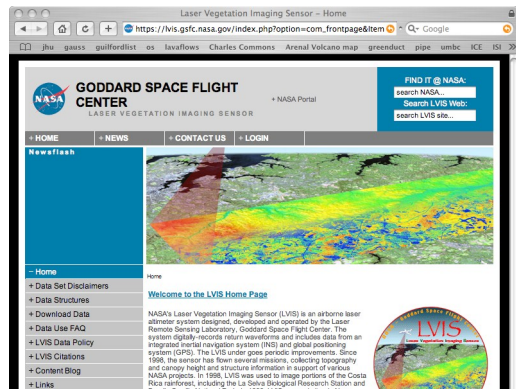 Laser Vegetation Imaging Sensor – Home
https://lvis.gsfc.nasa.gov/index.php?option=com_frontpage&Item
Google
jhu gauss guilfordlist os lavaflows Charles Commons Arenal Volcano map greenduct pipe umbc ICE ISI
NASA
GODDARD SPACE FLIGHT
CENTER
LASER VEGETATION IMAGING SENSOR
+ NASA Portal
FIND IT @ NASA:
search NASA...
Search LVIS Web:
search LVIS site...
+ HOME + NEWS + CONTACT US + LOGIN
Newsflash
− Home
+ Data Set Disclaimers
+ Data Structures
+ Download Data
+ Data Use FAQ
+ LVIS Data Policy
+ LVIS Citations
+ Content Blog
+ Links
Home
Welcome to the LVIS Home Page
NASA's Laser Vegetation Imaging Sensor (LVIS) is an airborne laser
altimeter system designed, developed and operated by the Laser
Remote Sensing Laboratory, Goddard Space Flight Center. The
system digitally-records return waveforms and includes data from an
integrated inertial navigation system (INS) and global positioning
system (GPS). The LVIS under goes periodic improvements. Since
1998, the sensor has flown several missions, collecting topography
and canopy height and structure information in support of various
NASA projects. In 1998, LVIS was used to image portions of the Costa
Rica rainforest, including the La Selva Biological Research Station and
Goddard Space Flight Center
LVIS
Laser Vegetation Imaging Sensor